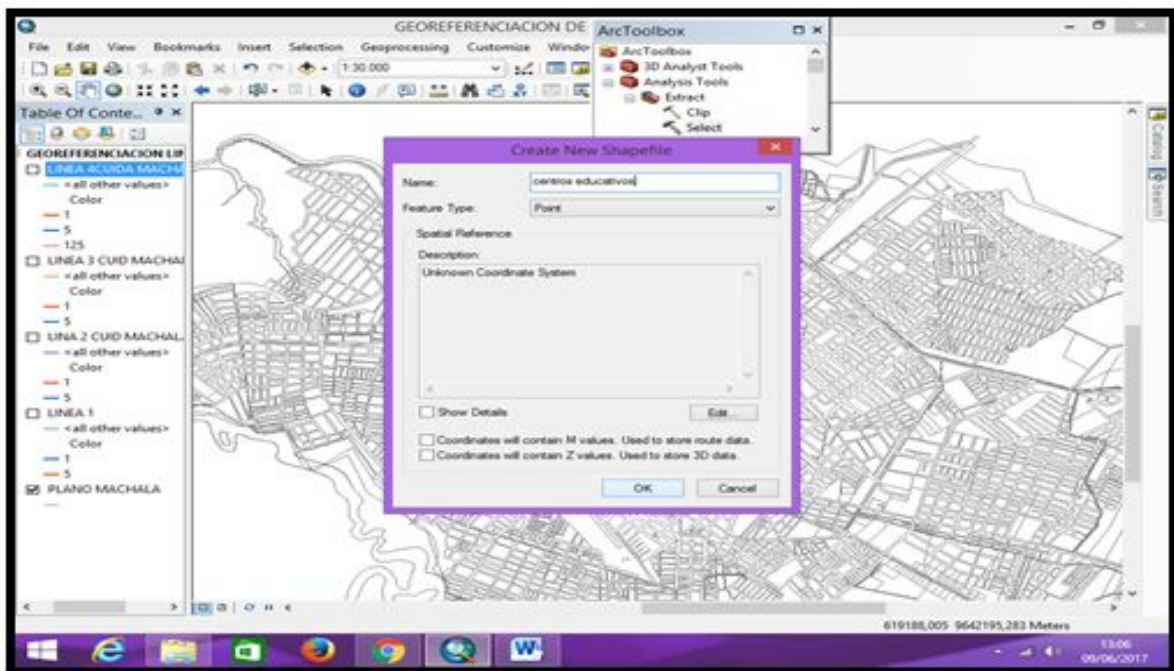 GEOREFERENCIACION DE
ArcToolbox
File Edit View Bookmarks Insert Selection Geoprocessing Customize Windo
ArcToolbox
3D Analyst Tools
Analysis Tools
Extract
Clip
Select
1:30.000
Table Of Conte...
GEOREFERENCIACION LIP
LINEA 4CUIDA MACHA
<all other values>
Color
1
5
125
LINEA 3 CUID MACHAI
<all other values>
Color
1
5
LINA 2 CUID MACHAL
<all other values>
Color
1
5
LINEA 1
<all other values>
Color
1
5
PLANO MACHALA
Create New Shapefile
Name: centros educativos
Feature Type: Point
Spatial Reference
Description:
Unknown Coordinate System
Show Details
Edit...
Coordinates will contain M values. Used to store route data.
Coordinates will contain Z values. Used to store 3D data.
OK Cancel
Catalog
Search
619188,005 9642195,283 Meters
13:06
09/06/2017